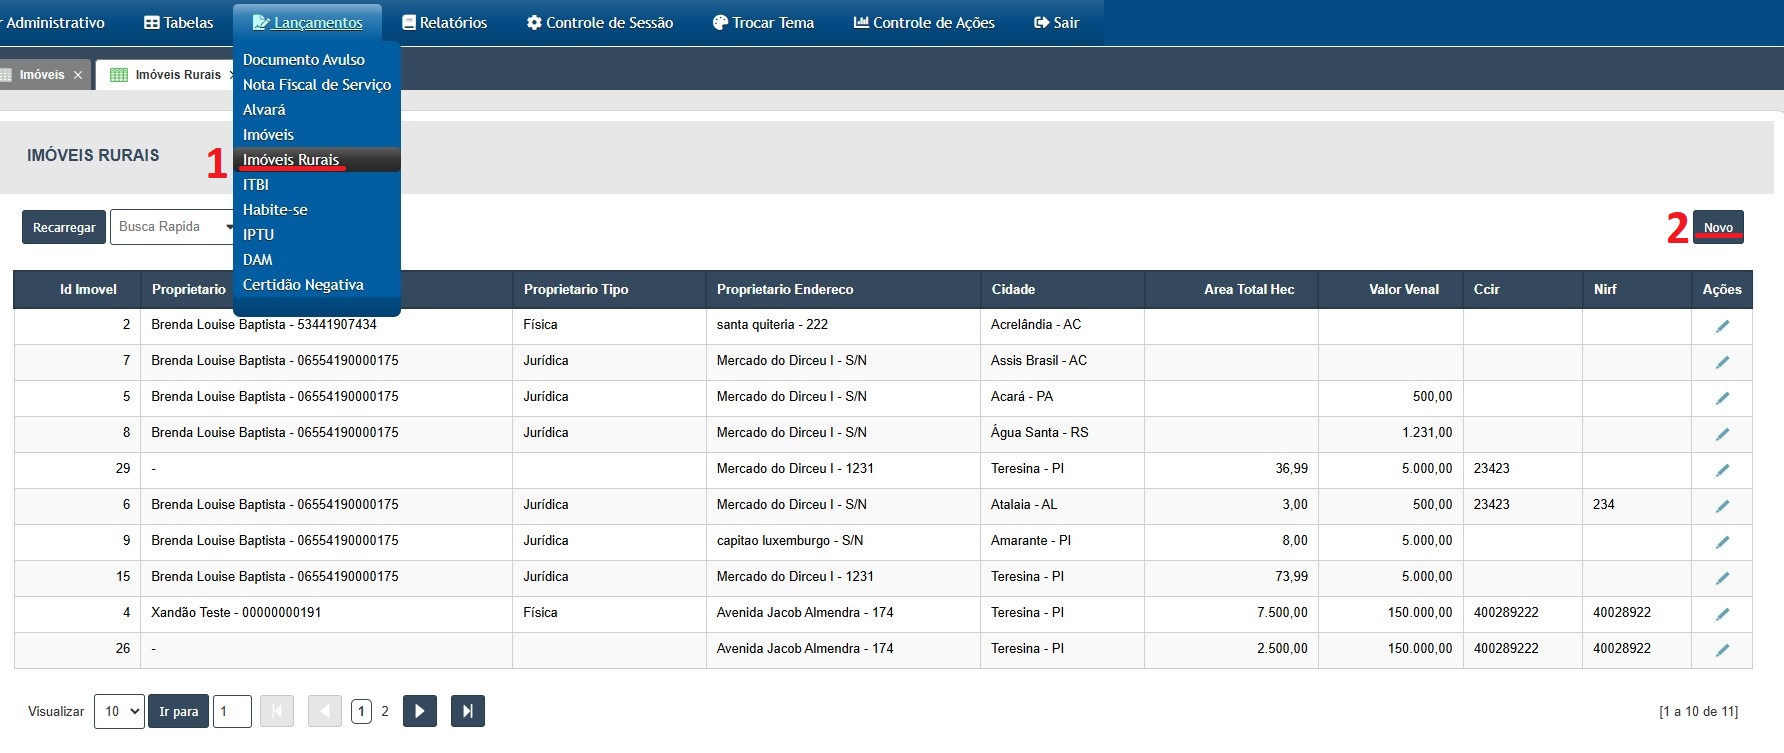 r Administrativo Tabelas Lançamentos Relatórios Controle de Sessão Trocar Tema Controle de Ações Sair
Imóveis Imóveis Rurais
Documento Avulso
Nota Fiscal de Serviço
Alvará
Imóveis
Imóveis Rurais
ITBI
Habite-se
IPTU
DAM
Certidão Negativa
1
IMÓVEIS RURAIS
Recarregar Busca Rapida 2 Novo
Id Imovel Proprietario Proprietario Tipo Proprietario Endereco Cidade Area Total Hec Valor Venal Ccir Nirf Ações
2 Brenda Louise Baptista - 53441907434 Física santa quiteria - 222 Acrelândia - AC
7 Brenda Louise Baptista - 06554190000175 Jurídica Mercado do Dirceu I - S/N Assis Brasil - AC
5 Brenda Louise Baptista - 06554190000175 Jurídica Mercado do Dirceu I - S/N Acará - PA 500,00
8 Brenda Louise Baptista - 06554190000175 Jurídica Mercado do Dirceu I - S/N Água Santa - RS 1.231,00
29 - Mercado do Dirceu I - 1231 Teresina - PI 36,99 5.000,00 23423
6 Brenda Louise Baptista - 06554190000175 Jurídica Mercado do Dirceu I - S/N Atalaia - AL 3,00 500,00 23423 234
9 Brenda Louise Baptista - 06554190000175 Jurídica capitao luxemburgo - S/N Amarante - PI 8,00 5.000,00
15 Brenda Louise Baptista - 06554190000175 Jurídica Mercado do Dirceu I - 1231 Teresina - PI 73,99 5.000,00
4 Xandão Teste - 00000000191 Física Avenida Jacob Almendra - 174 Teresina - PI 7.500,00 150.000,00 400289222 40028922
26 - Avenida Jacob Almendra - 174 Teresina - PI 2.500,00 150.000,00 400289222 40028922
Visualizar 10 Ir para 1 1 2 [1 a 10 de 11]